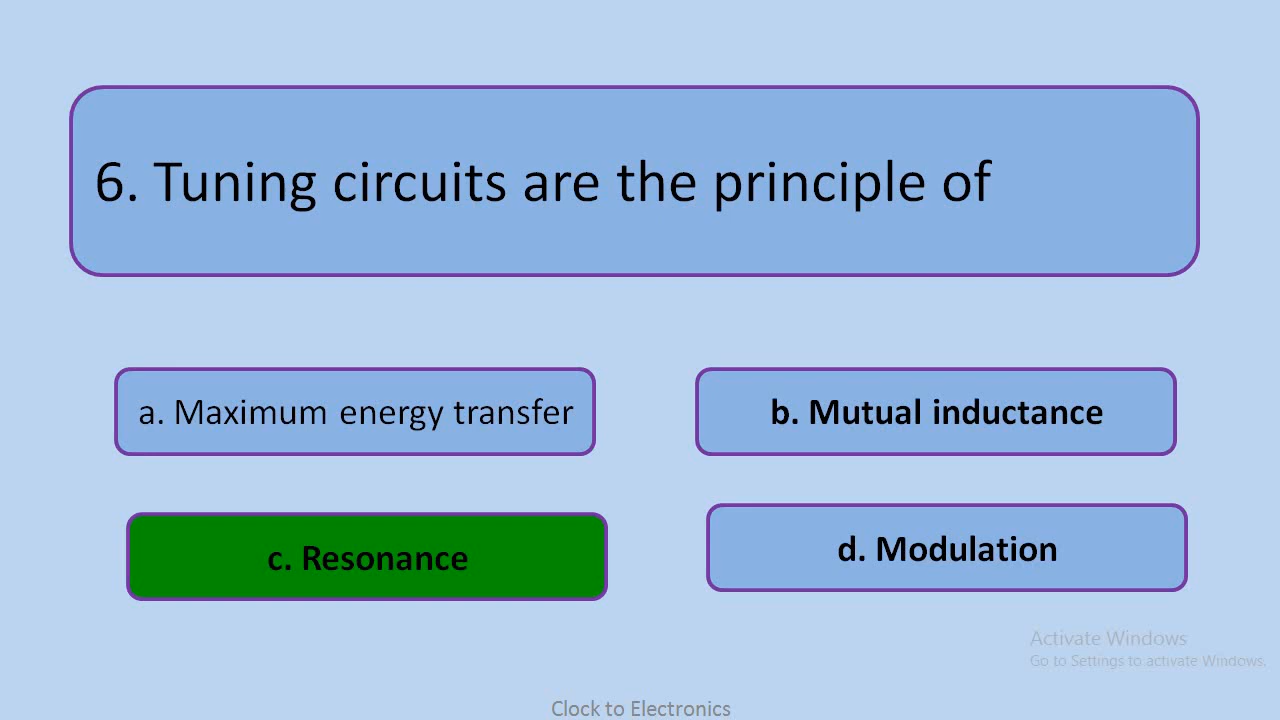 6. Tuning circuits are the principle of
a. Maximum energy transfer
b. Mutual inductance
c. Resonance
d. Modulation
Activate Windows
Go to Settings to activate Windows.
Clock to Electronics